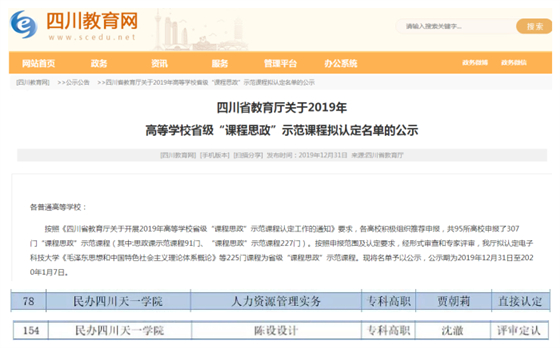 四川教育网
www.scedu.net
请输入搜索关键字... 搜索
网站首页 政务 资讯 服务 管理平台 办公系统 政务微博 政务微信
[四川教育网] >>公示公告 >>四川省教育厅关于2019年高等学校省级“课程思政”示范课程拟认定名单的公示
四川省教育厅关于2019年
高等学校省级“课程思政”示范课程拟认定名单的公示
[四川教育网] [手机版本] [扫描分享] 发布时间：2019年12月31日 来源:四川省教育厅
各普通高等学校：
按照《四川省教育厅关于开展2019年高等学校省级“课程思政”示范课程认定工作的通知》要求，各高校积极组织推荐申报，共95所高校申报了307
门“课程思政”示范课程（其中:思政课示范课程91门，“课程思政”示范课程227门）。按照申报范围及认定要求，经形式审查和专家评审，我厅拟认定电子
科技大学《毛泽东思想和中国特色社会主义理论体系概论》等225门课程为省级“课程思政”示范课程。现将名单予以公示，公示期为2019年12月31日至2
020年1月7日。
78 民办四川天一学院 人力资源管理实务 专科高职 贾朝莉 直接认定
154 民办四川天一学院 陈设设计 专科高职 沈澈 评审定认